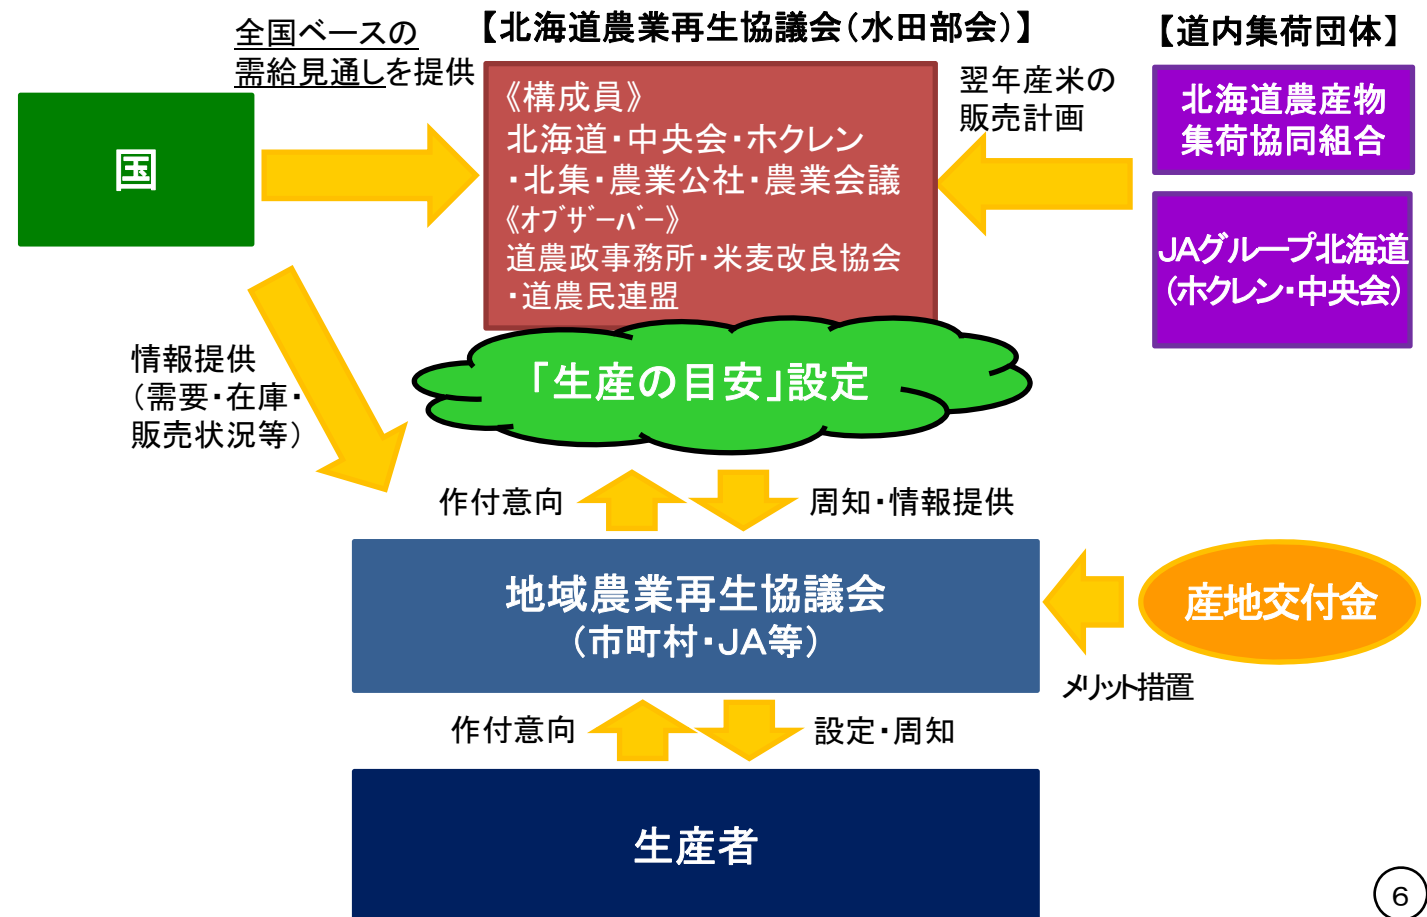 全国ベースの
需給見通しを提供
【北海道農業再生協議会(水田部会)】
【道内集荷団体】
国
《構成員》
北海道・中央会・ホクレン
・北集・農業公社・農業会議
《オブザーバー》
道農政事務所・米麦改良協会
・道農民連盟
翌年産米の
販売計画
北海道農産物
集荷協同組合
JAグループ北海道
(ホクレン・中央会)
「生産の目安」設定
情報提供
(需要・在庫・
販売状況等)
作付意向
周知・情報提供
地域農業再生協議会
(市町村・JA等)
産地交付金
メリット措置
作付意向
設定・周知
生産者
6